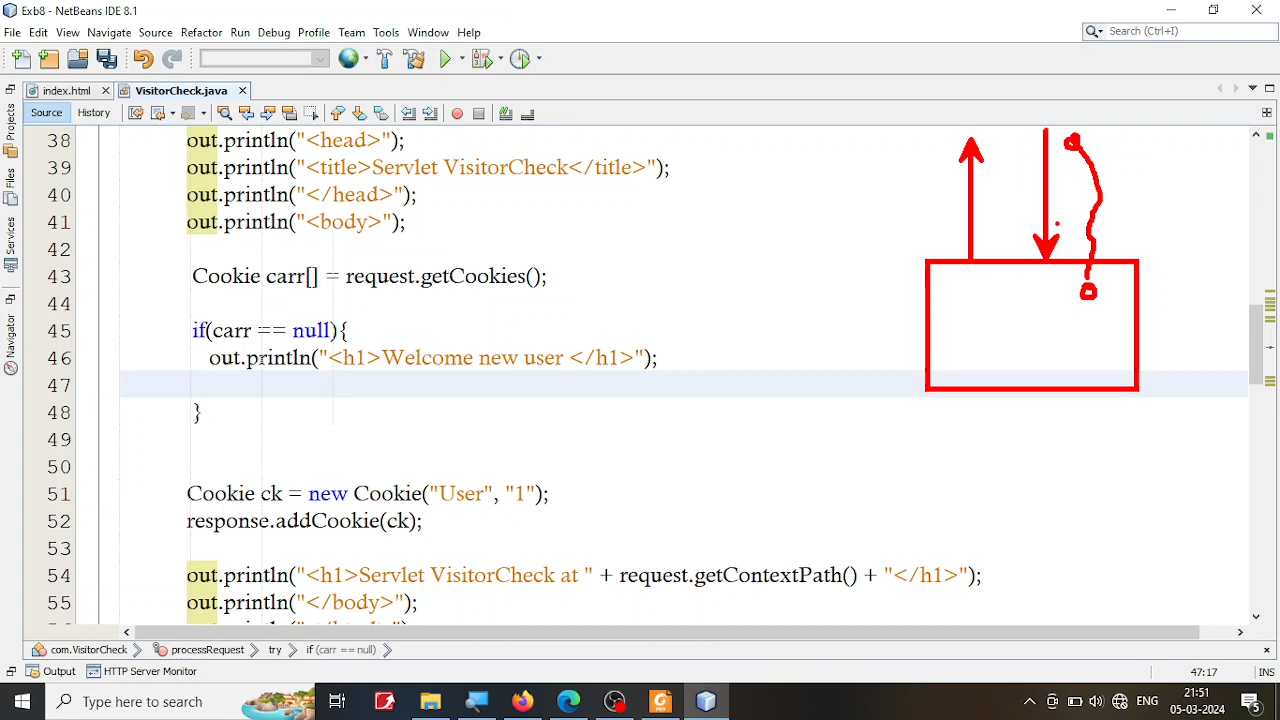 Exb8 - NetBeans IDE 8.1
File Edit View Navigate Source Refactor Run Debug Profile Team Tools Window Help
Search (Ctrl+I)
index.html
VisitorCheck.java
Source History
Projects
Files
Services
Navigator
38 out.println("<head>");
39 out.println("<title>Servlet VisitorCheck</title>");
40 out.println("</head>");
41 out.println("<body>");
42
43 Cookie carr[] = request.getCookies();
44
45 if(carr == null){
46 out.println("<h1>Welcome new user </h1>");
47
48 }
49
50
51 Cookie ck = new Cookie("User", "1");
52 response.addCookie(ck);
53
54 out.println("<h1>Servlet VisitorCheck at " + request.getContextPath() + "</h1>");
55 out.println("</body>");
com.VisitorCheck processRequest try if (carr == null)
Output HTTP Server Monitor
47:17 INS
Type here to search
ENG
21:51
05-03-2024
5